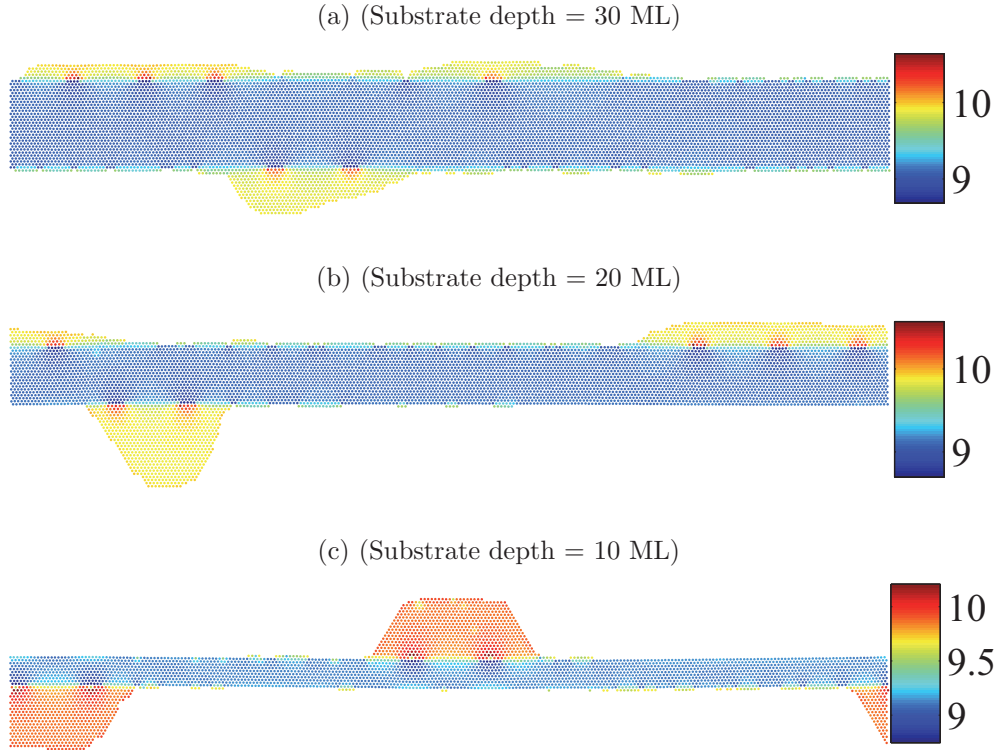 (a) (Substrate depth = 30 ML)
10
9
(b) (Substrate depth = 20 ML)
10
9
(c) (Substrate depth = 10 ML)
10
9.5
9